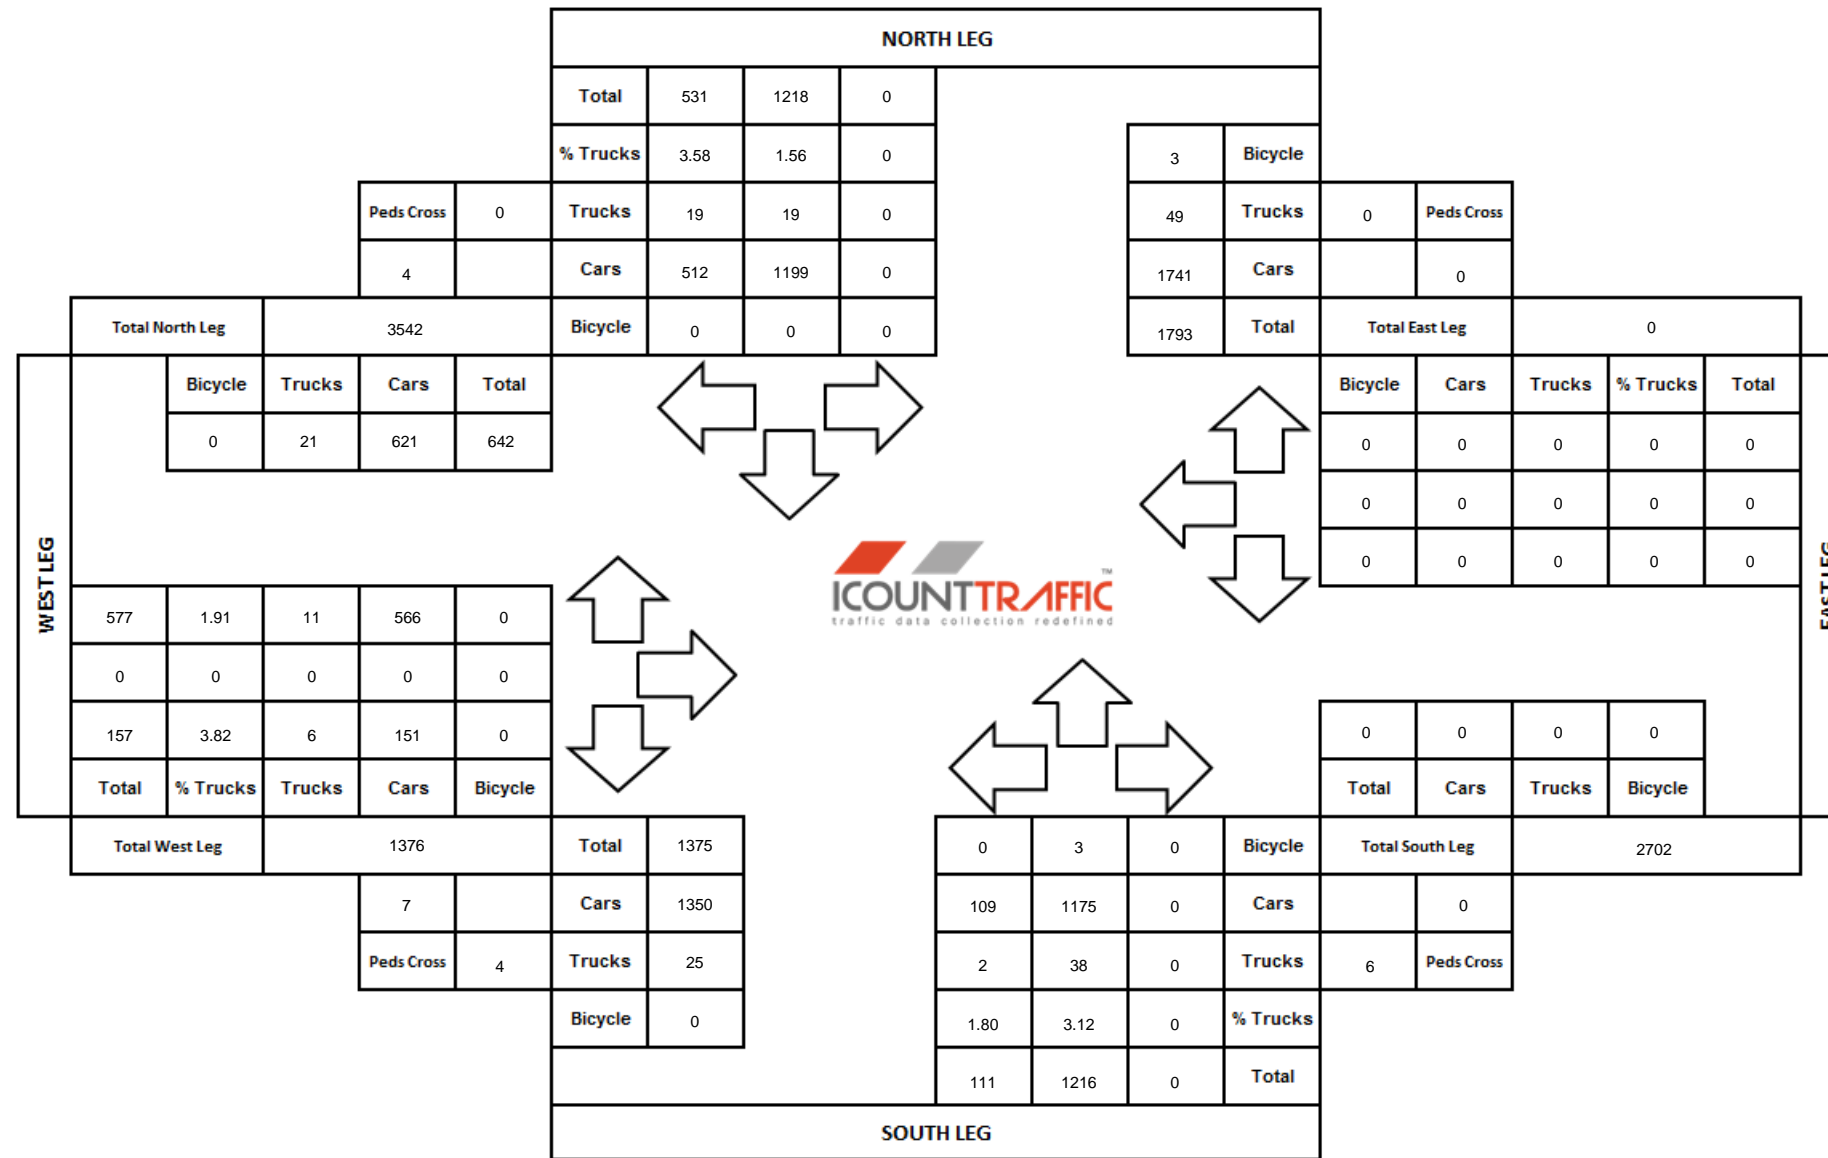 NORTH LEG
Total 531 1218 0
% Trucks 3.58 1.56 0 3 Bicycle
Peds Cross 0 Trucks 19 19 0 49 Trucks 0 Peds Cross
4 Cars 512 1199 0 1741 Cars 0
Total North Leg 3542 Bicycle 0 0 0 1793 Total Total East Leg 0
Bicycle Trucks Cars Total Bicycle Cars Trucks % Trucks Total
0 21 621 642 0 0 0 0 0
0 0 0 0 0
0 0 0 0 0
WEST LEG
EAST LEG
ICOUNTTRAFFIC™
traffic data collection redefined
577 1.91 11 566 0
0 0 0 0 0
157 3.82 6 151 0 0 0 0 0
Total % Trucks Trucks Cars Bicycle Total Cars Trucks Bicycle
Total West Leg 1376 Total 1375 0 3 0 Bicycle Total South Leg 2702
7 Cars 1350 109 1175 0 Cars 0
Peds Cross 4 Trucks 25 2 38 0 Trucks 6 Peds Cross
Bicycle 0 1.80 3.12 0 % Trucks
111 1216 0 Total
SOUTH LEG